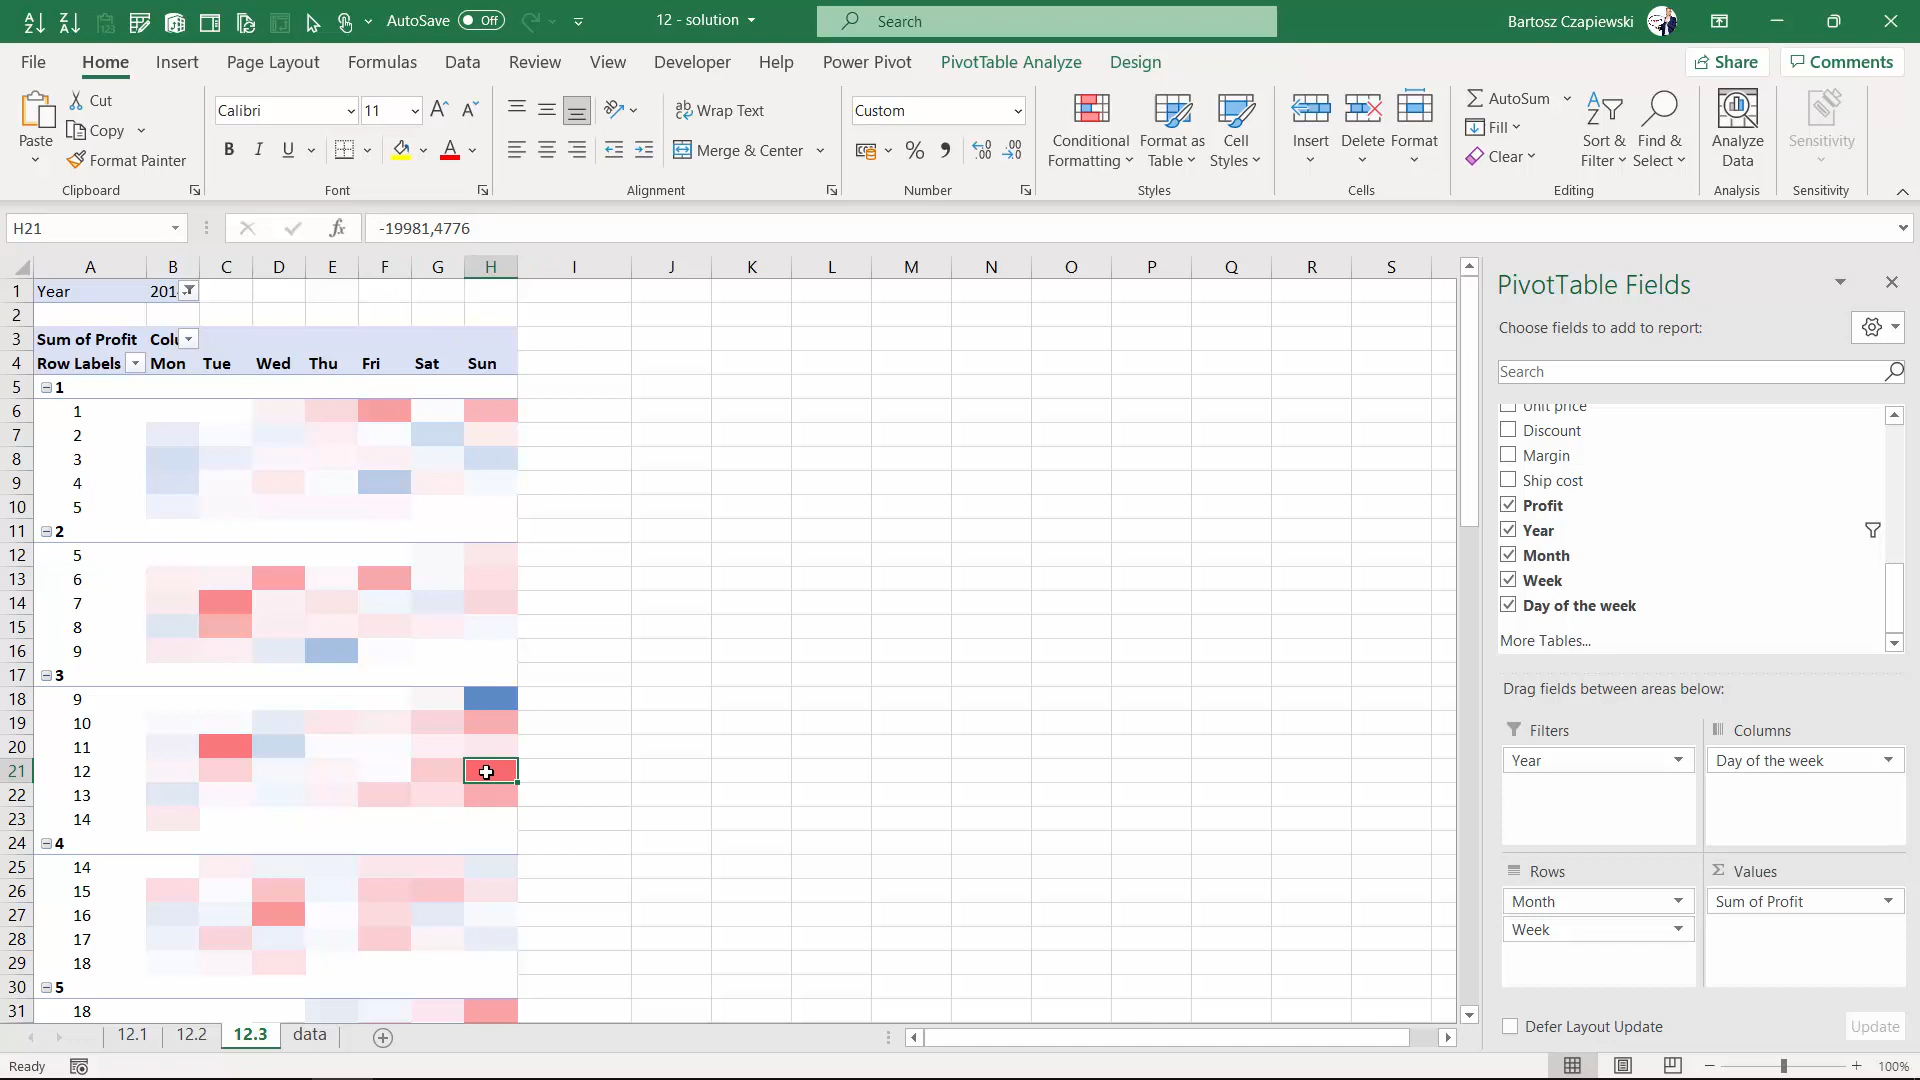 AutoSave Off
12 - solution
Search
Bartosz Czapiewski
File Home Insert Page Layout Formulas Data Review View Developer Help Power Pivot PivotTable Analyze Design Share Comments
Paste
Cut
Copy
Format Painter
Clipboard
Calibri 11
B I U A
Font
Wrap Text
Merge & Center
Alignment
Custom
Number
Conditional Formatting
Format as Table
Cell Styles
Styles
Insert
Delete
Format
Cells
AutoSum
Fill
Clear
Sort & Filter
Find & Select
Editing
Analyze Data
Analysis
Sensitivity
Sensitivity
H21 fx -19981,4776
A B C D E F G H I J K L M N O P Q R S
1 Year 201
2
3 Sum of Profit Colu
4 Row Labels Mon Tue Wed Thu Fri Sat Sun
5 1
6 1
7 2
8 3
9 4
10 5
11 2
12 5
13 6
14 7
15 8
16 9
17 3
18 9
19 10
20 11
21 12
22 13
23 14
24 4
25 14
26 15
27 16
28 17
29 18
30 5
31 18
12.1 12.2 12.3 data
Ready
100%
PivotTable Fields
Choose fields to add to report:
Search
Unit price
Discount
Margin
Ship cost
Profit
Year
Month
Week
Day of the week
More Tables...
Drag fields between areas below:
Filters
Year
Columns
Day of the week
Rows
Month
Week
Σ Values
Sum of Profit
Defer Layout Update
Update